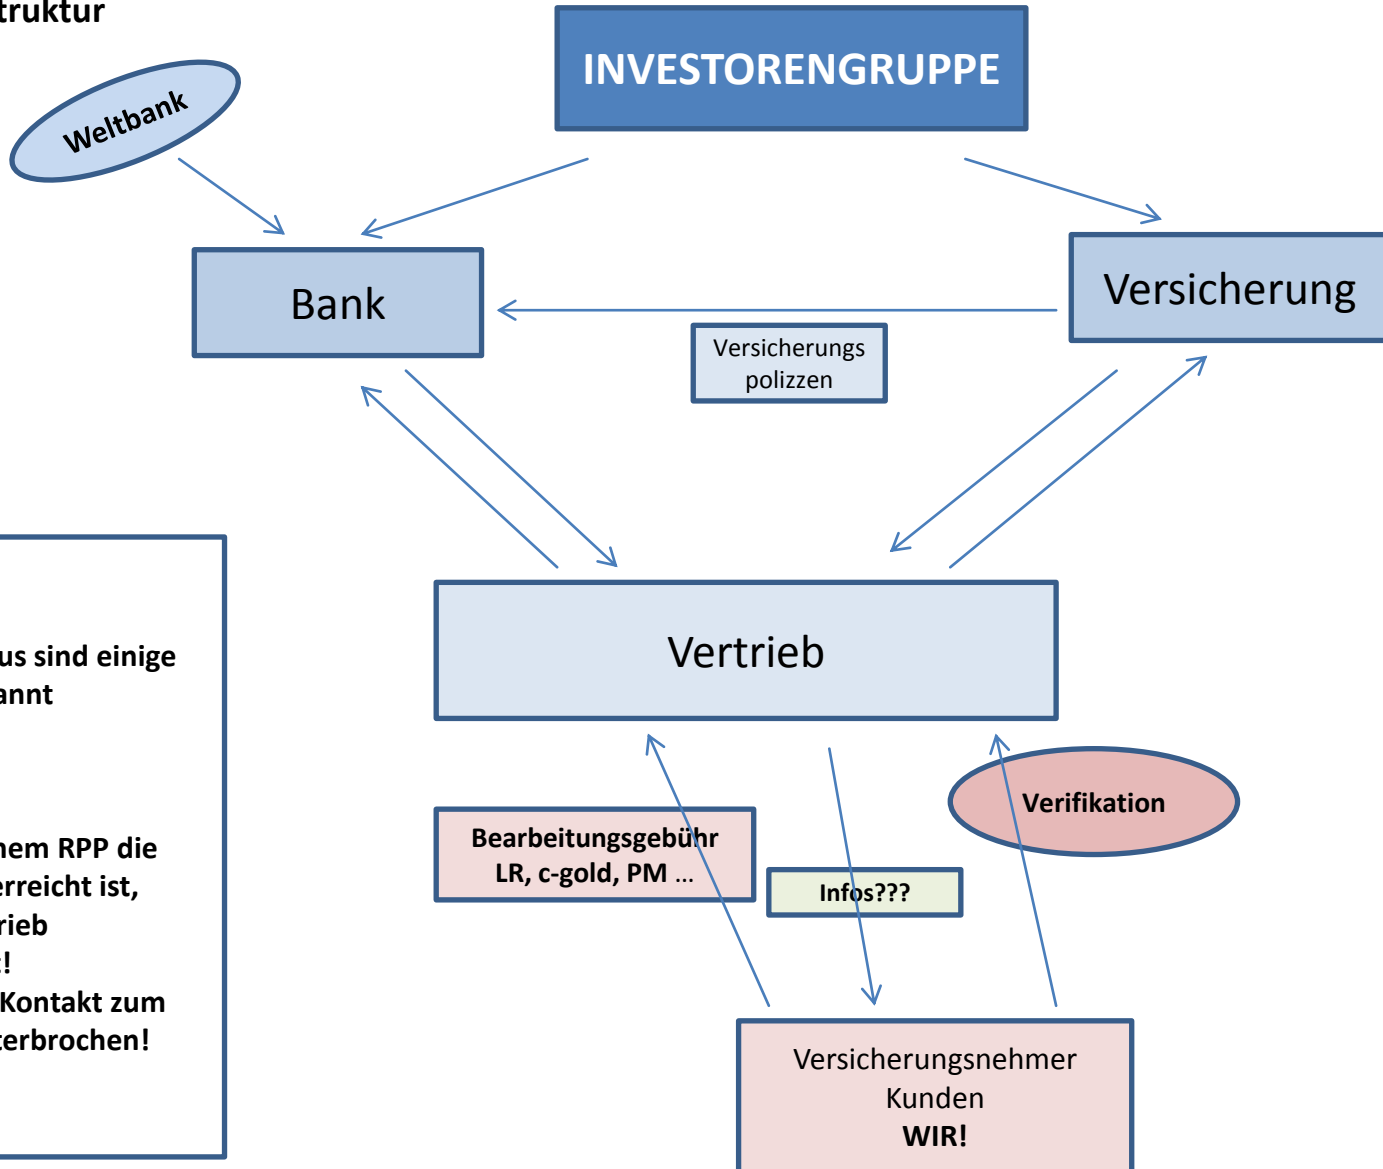 truktur
INVESTORENGRUPPE
Weltbank
Bank
Versicherung
Versicherungs
polizzen
us sind einige
annt
nem RPP die
erreicht ist,
rieb
t!
Kontakt zum
terbrochen!
Vertrieb
Verifikation
Bearbeitungsgebühr
LR, c-gold, PM ...
Infos???
Versicherungsnehmer
Kunden
WIR!